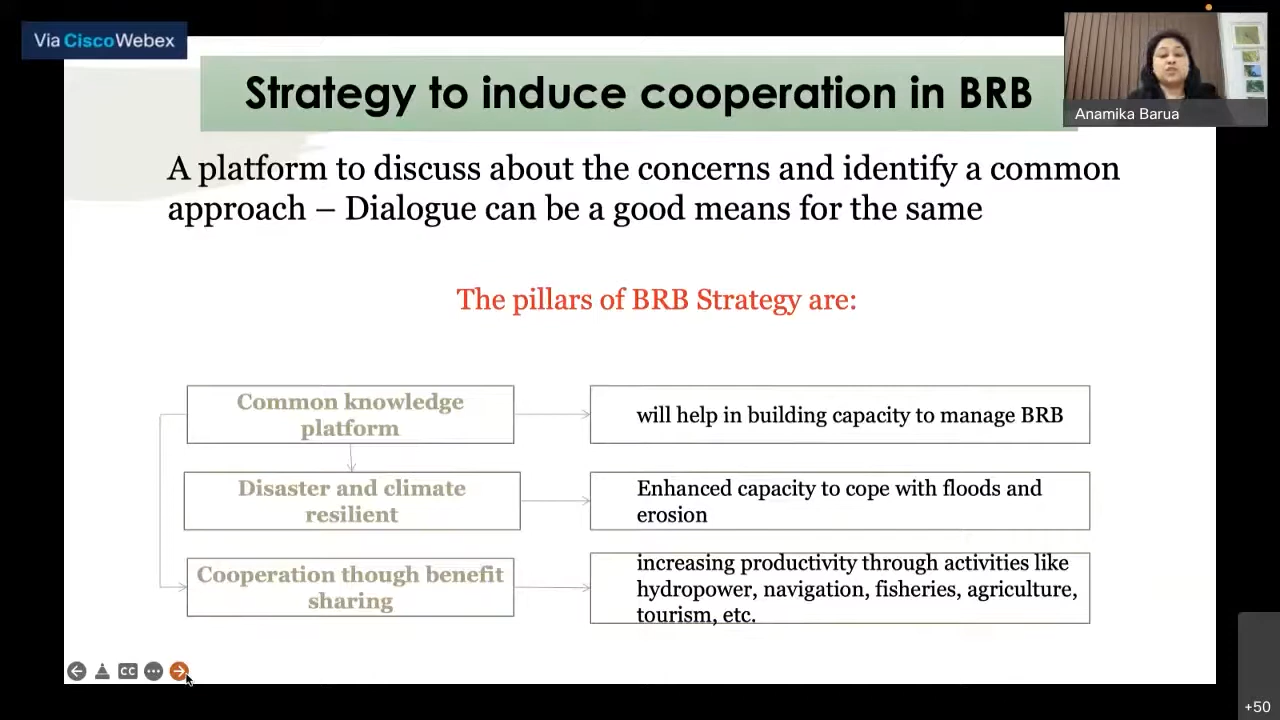 Via Cisco Webex
Strategy to induce cooperation in BRB
Anamika Barua
A platform to discuss about the concerns and identify a common
approach – Dialogue can be a good means for the same
The pillars of BRB Strategy are:
Common knowledge
platform
will help in building capacity to manage BRB
Disaster and climate
resilient
Enhanced capacity to cope with floods and
erosion
Cooperation though benefit
sharing
increasing productivity through activities like
hydropower, navigation, fisheries, agriculture,
tourism, etc.
CC
+50